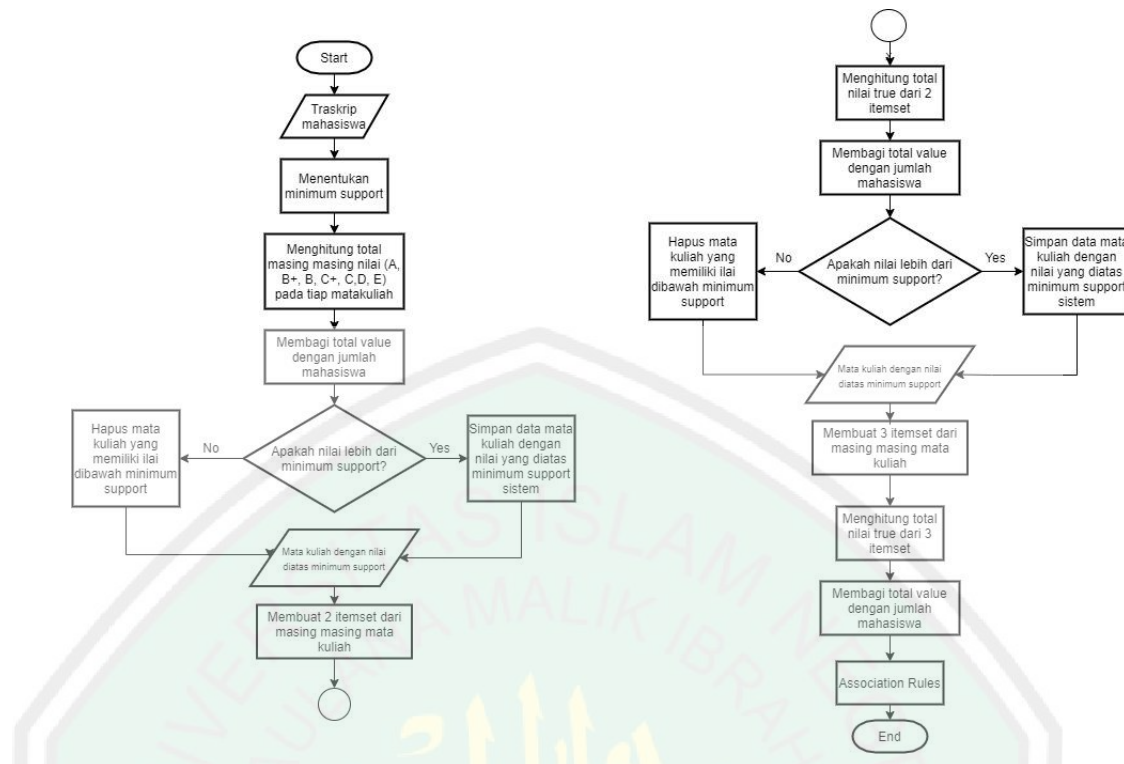 Start
Traskrip
mahasiswa
Menentukan
minimum support
Menghitung total
masing masing nilai (A,
B+, B, C+, C,D, E)
pada tiap matakuliah
Membagi total value
dengan jumlah
mahasiswa
Apakah nilai lebih dari
minimum support?
No
Yes
Hapus mata
kuliah yang
memiliki ilai
dibawah minimum
support
Simpan data mata
kuliah dengan
nilai yang diatas
minimum support
sistem
Mata kuliah dengan nilai
diatas minimum support
Membuat 2 itemset dari
masing masing mata
kuliah
Menghitung total
nilai true dari 2
itemset
Membagi total value
dengan jumlah
mahasiswa
Apakah nilai lebih dari
minimum support?
No
Yes
Hapus mata
kuliah yang
memiliki ilai
dibawah minimum
support
Simpan data mata
kuliah dengan
nilai yang diatas
minimum support
sistem
Mata kuliah dengan nilai
diatas minimum support
Membuat 3 itemset dari
masing masing mata
kuliah
Menghitung total
nilai true dari 3
itemset
Membagi total value
dengan jumlah
mahasiswa
Association Rules
End